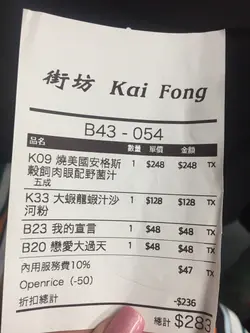 街坊 Kai Fong
B43 - 054
品名 數量 單價 金額
K09 燒美國安格斯 1 $248 $248 TX
穀飼肉眼配野菌汁
五成
K33 大蝦龍蝦汁沙 1 $128 $128 TX
河粉
B23 我的宣言 1 $48 $48 TX
B20 戀愛大過天 1 $48 $48 TX
內用服務費10% $47 TX
Openrice (-50)
折扣總計 -$236
總計 $283